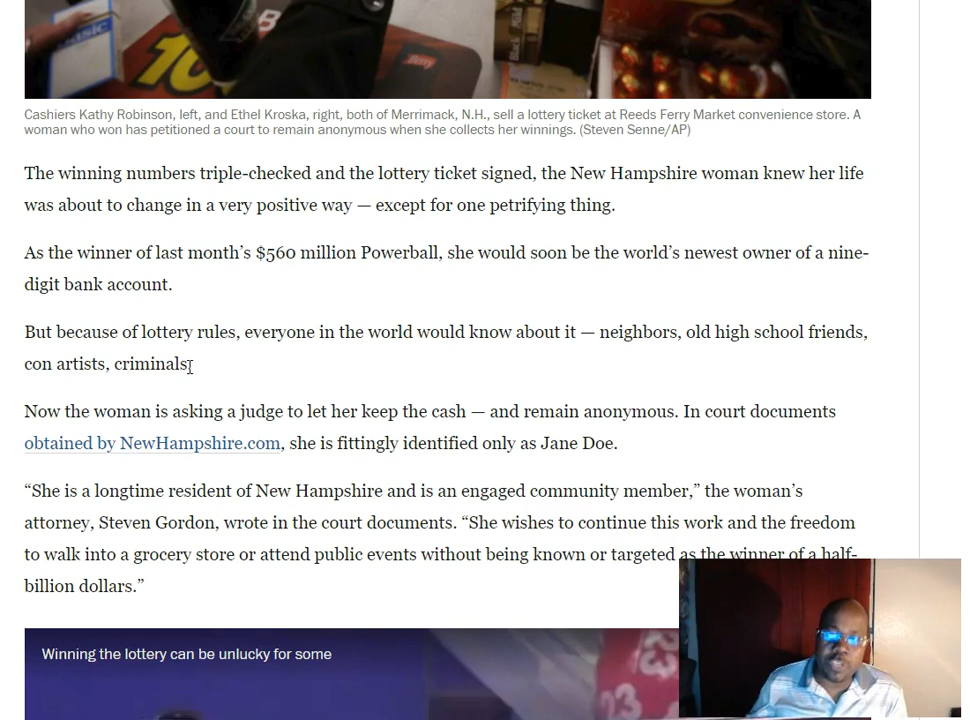 Cashiers Kathy Robinson, left, and Ethel Kroska, right, both of Merrimack, N.H., sell a lottery ticket at Reeds Ferry Market convenience store. A
woman who won has petitioned a court to remain anonymous when she collects her winnings. (Steven Senne/AP)
The winning numbers triple-checked and the lottery ticket signed, the New Hampshire woman knew her life
was about to change in a very positive way — except for one petrifying thing.
As the winner of last month’s $560 million Powerball, she would soon be the world’s newest owner of a nine-
digit bank account.
But because of lottery rules, everyone in the world would know about it — neighbors, old high school friends,
con artists, criminals
Now the woman is asking a judge to let her keep the cash — and remain anonymous. In court documents
obtained by NewHampshire.com, she is fittingly identified only as Jane Doe.
“She is a longtime resident of New Hampshire and is an engaged community member,” the woman’s
attorney, Steven Gordon, wrote in the court documents. “She wishes to continue this work and the freedom
to walk into a grocery store or attend public events without being known or targeted as the winner of a half-
billion dollars.”
Winning the lottery can be unlucky for some
23